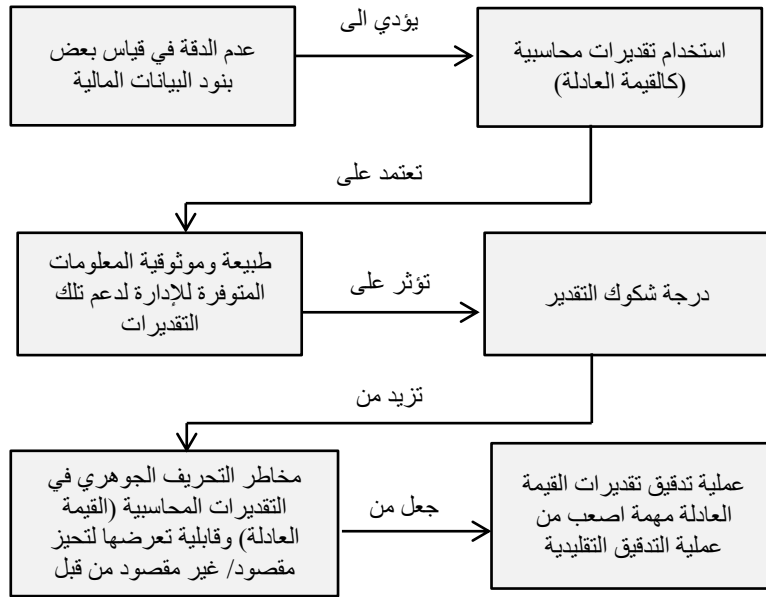 عدم الدقة في قياس بعض
بنود البيانات المالية
يؤدي الى
استخدام تقديرات محاسبية
(كالقيمة العادلة)
تعتمد على
طبيعة وموثوقية المعلومات
المتوفرة للإدارة لدعم تلك
التقديرات
تؤثر على
درجة شكوك التقدير
تزيد من
مخاطر التحريف الجوهري في
التقديرات المحاسبية (القيمة
العادلة) وقابلية تعرضها لتحيز
مقصود/ غير مقصود من قبل
جعل من
عملية تدقيق تقديرات القيمة
العادلة مهمة اصعب من
عملية التدقيق التقليدية